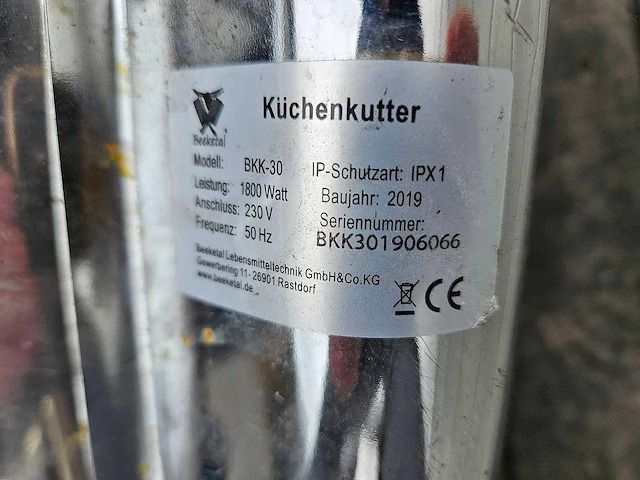 Küchenkutter
Beeketal
Modell: BKK-30 IP-Schutzart: IPX1
Leistung: 1800 Watt Baujahr: 2019
Anschluss: 230 V Seriennummer:
Frequenz: 50 Hz BKK301906066
Beeketal Lebensmitteltechnik GmbH&Co.KG
Gewerbering 11- 26901 Rastdorf
www.beeketal.de
CE